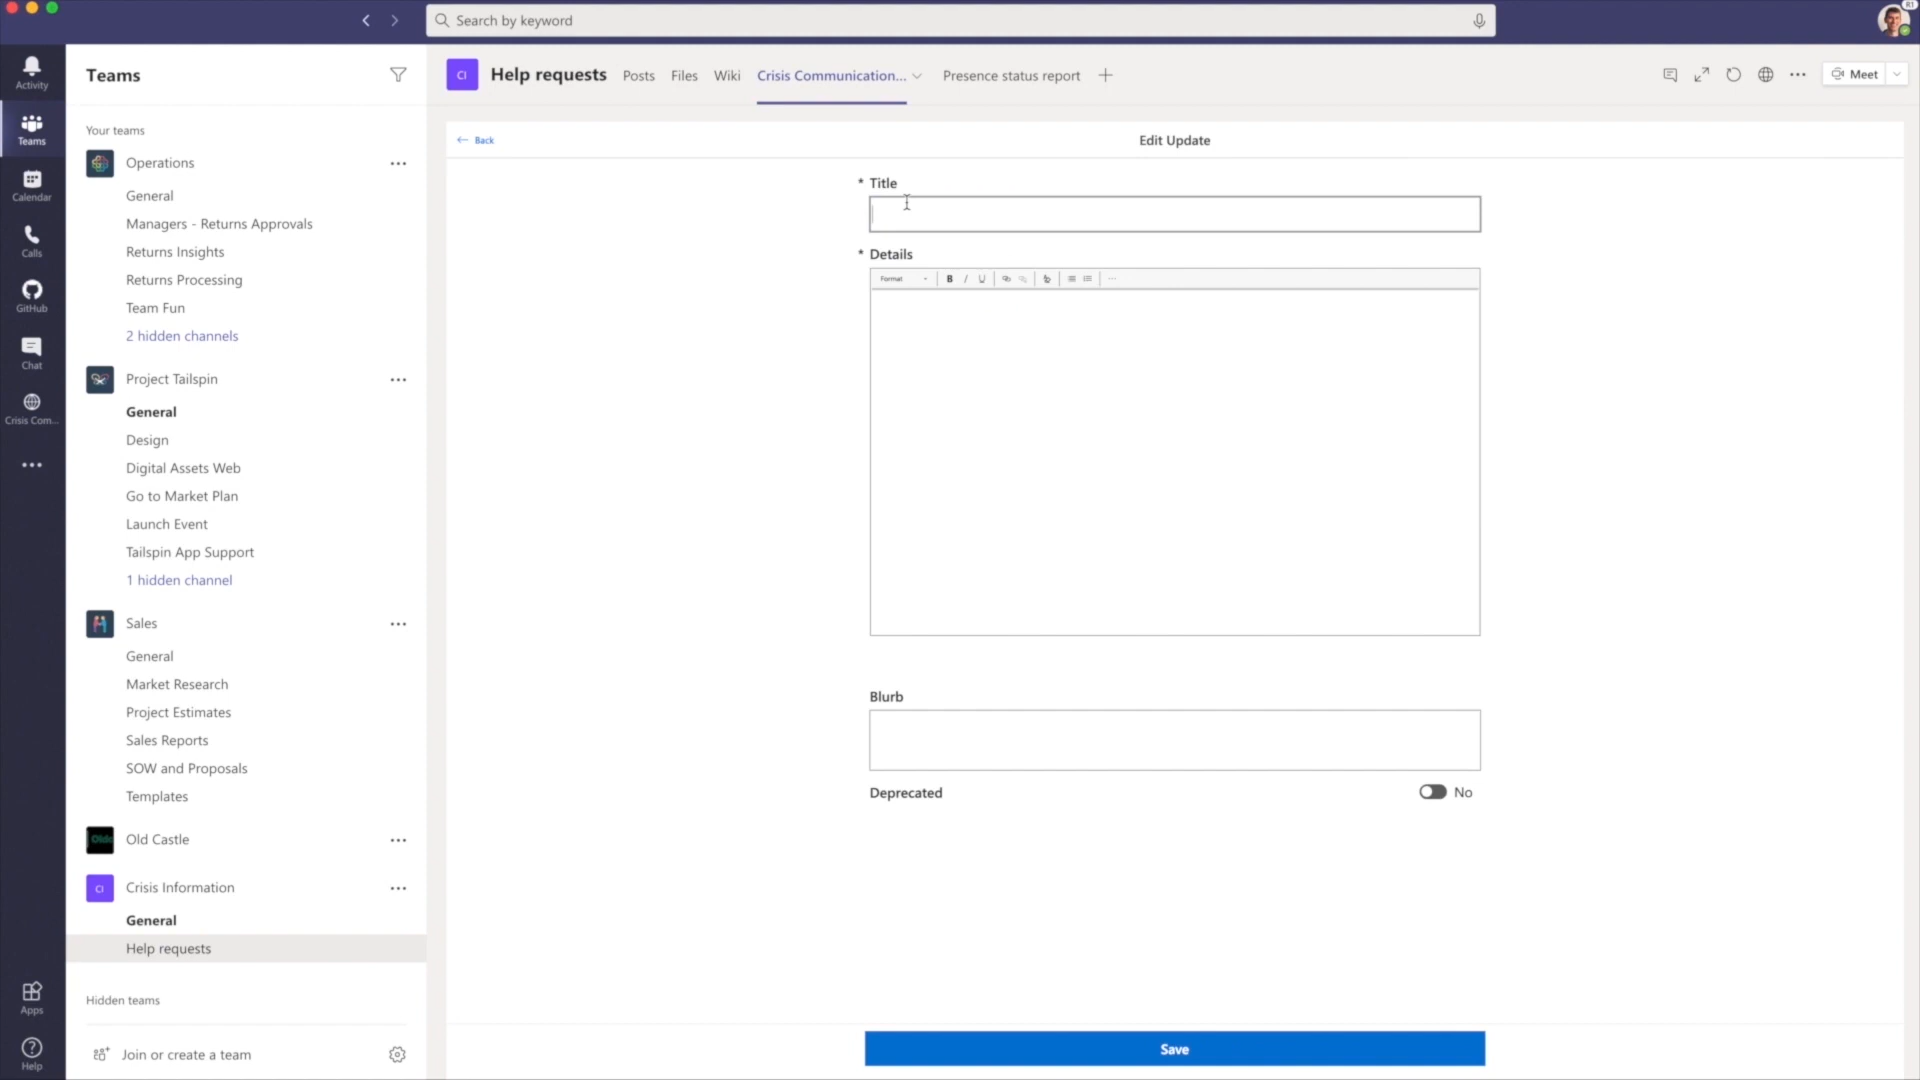 Search by keyword
R1
Activity
Teams
Calendar
Calls
GitHub
Chat
Crisis Com...
Apps
Help
Teams
Your teams
Operations
General
Managers - Returns Approvals
Returns Insights
Returns Processing
Team Fun
2 hidden channels
Project Tailspin
General
Design
Digital Assets Web
Go to Market Plan
Launch Event
Tailspin App Support
1 hidden channel
Sales
General
Market Research
Project Estimates
Sales Reports
SOW and Proposals
Templates
Old Castle
CI Crisis Information
General
Help requests
Hidden teams
Join or create a team
CI Help requests Posts Files Wiki Crisis Communication... Presence status report
Meet
Back
Edit Update
* Title
* Details
Format B I U
Blurb
Deprecated No
Save